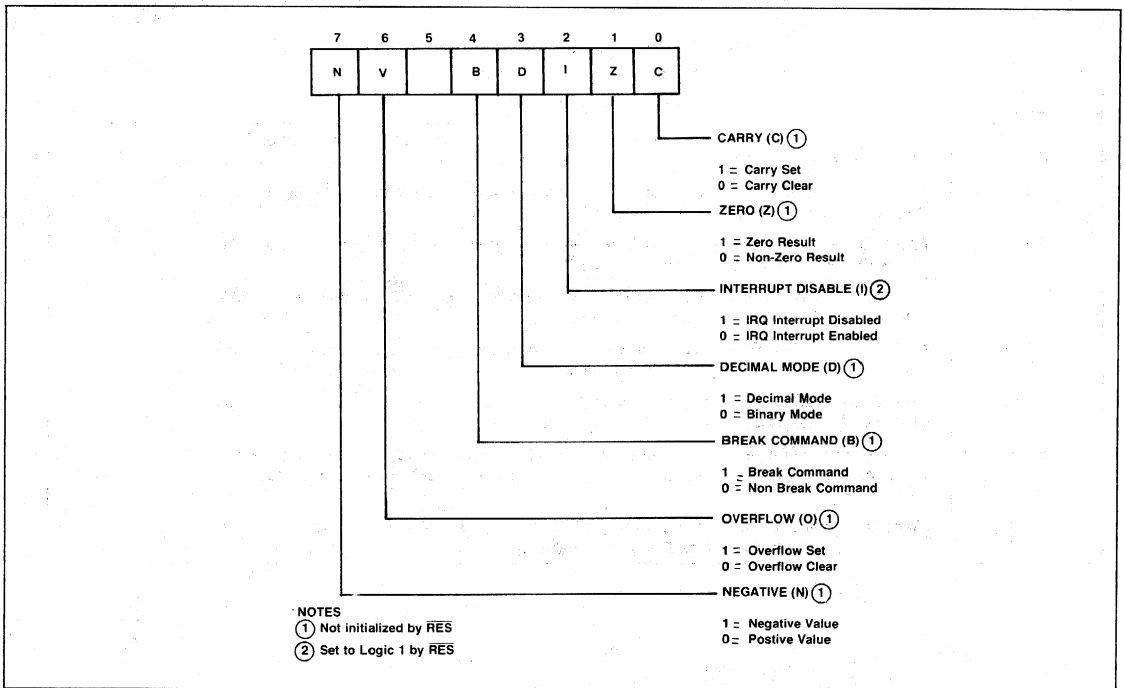 7 6 5 4 3 2 1 0
N V B D I Z C
CARRY (C) 1
1 = Carry Set
0 = Carry Clear
ZERO (Z) 1
1 = Zero Result
0 = Non-Zero Result
INTERRUPT DISABLE (I) 2
1 = IRQ Interrupt Disabled
0 = IRQ Interrupt Enabled
DECIMAL MODE (D) 1
1 = Decimal Mode
0 = Binary Mode
BREAK COMMAND (B) 1
1 = Break Command
0 = Non Break Command
OVERFLOW (O) 1
1 = Overflow Set
0 = Overflow Clear
NEGATIVE (N) 1
1 = Negative Value
0 = Postive Value
NOTES
1 Not initialized by R̅E̅S̅
2 Set to Logic 1 by R̅E̅S̅